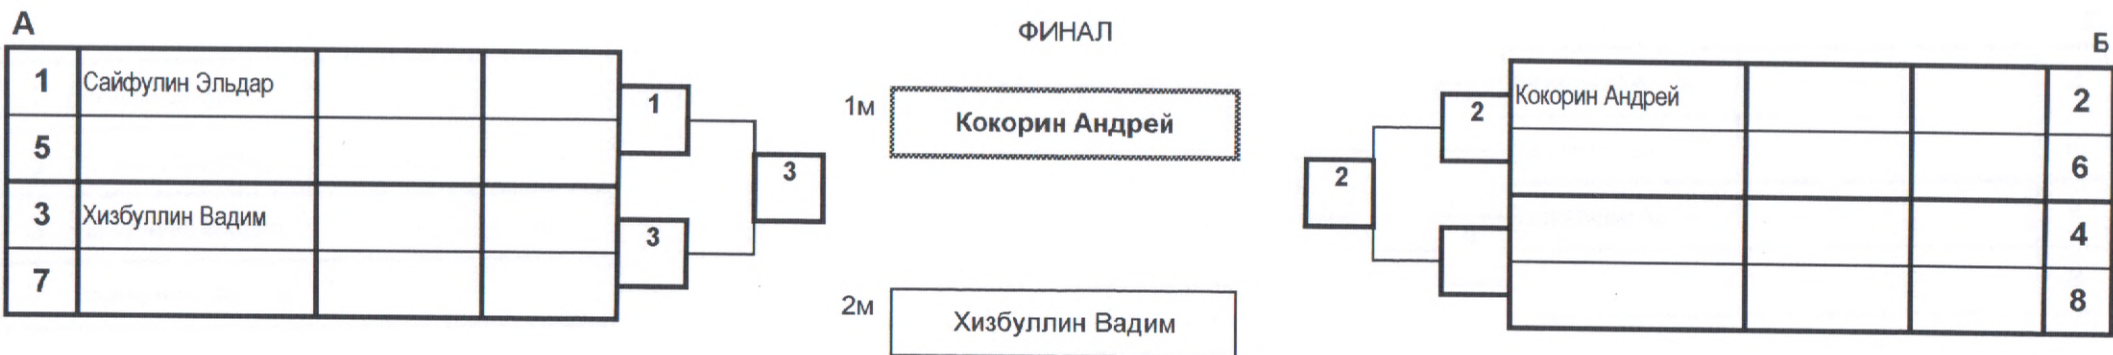 А
ФИНАЛ
Б
1 Сайфулин Эльдар
5
3 Хизбуллин Вадим
7
1
3
3
1м Кокорин Андрей
2м Хизбуллин Вадим
2
2
Кокорин Андрей 2
6
4
8